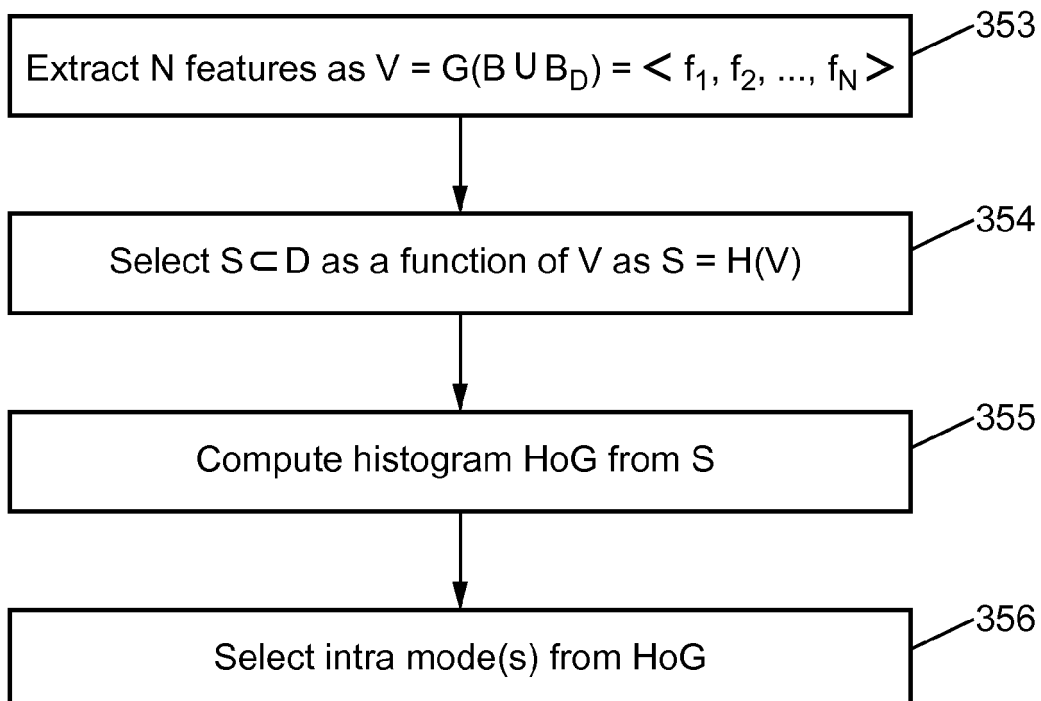 353
Extract N features as V = G(B ∪ B_D) = < f_1, f_2, ..., f_N >
354
Select S ⊂ D as a function of V as S = H(V)
355
Compute histogram HoG from S
356
Select intra mode(s) from HoG